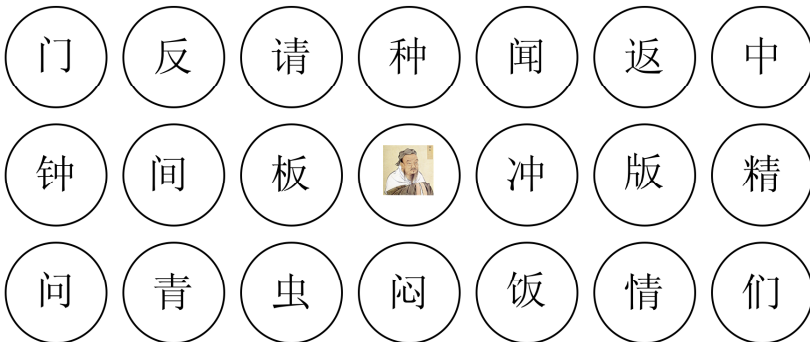 门 反 请 种 闻 返 中
钟 间 板 冲 版 精
问 青 虫 闷 饭 情 们